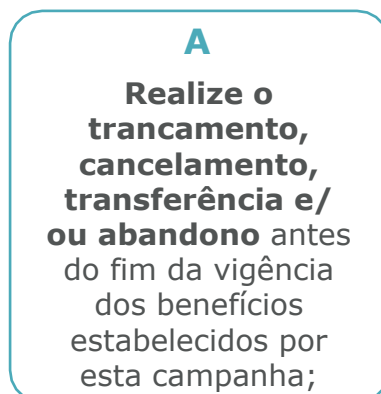 A
Realize o
trancamento,
cancelamento,
transferência e/
ou abandono antes
do fim da vigência
dos benefícios
estabelecidos por
esta campanha;